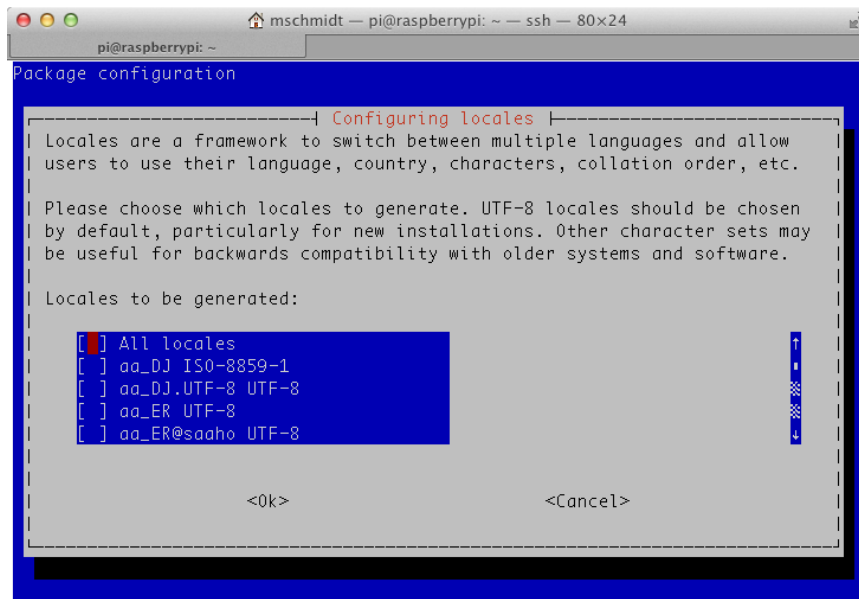 mschmidt — pi@raspberrypi: ~ — ssh — 80×24
pi@raspberrypi: ~
Package configuration
Configuring locales
Locales are a framework to switch between multiple languages and allow
users to use their language, country, characters, collation order, etc.
Please choose which locales to generate. UTF-8 locales should be chosen
by default, particularly for new installations. Other character sets may
be useful for backwards compatibility with older systems and software.
Locales to be generated:
[ ] All locales
[ ] aa_DJ ISO-8859-1
[ ] aa_DJ.UTF-8 UTF-8
[ ] aa_ER UTF-8
[ ] aa_ER@saaho UTF-8
<Ok> <Cancel>